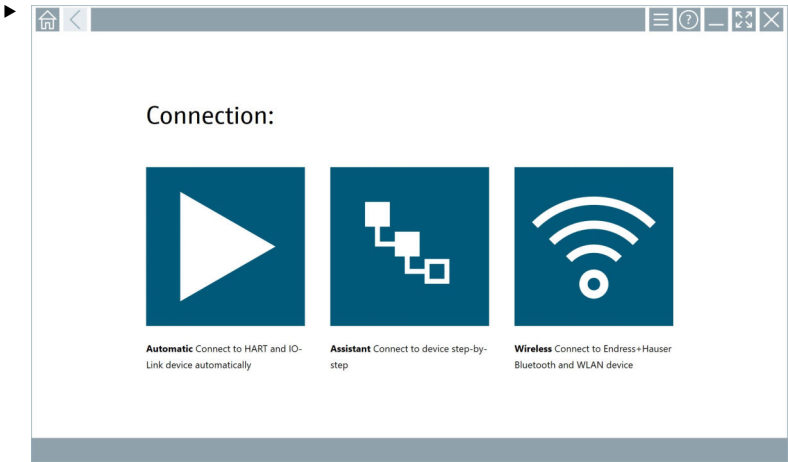 Connection:
Automatic Connect to HART and IO-
Link device automatically
Assistant Connect to device step-by-
step
Wireless Connect to Endress+Hauser
Bluetooth and WLAN device